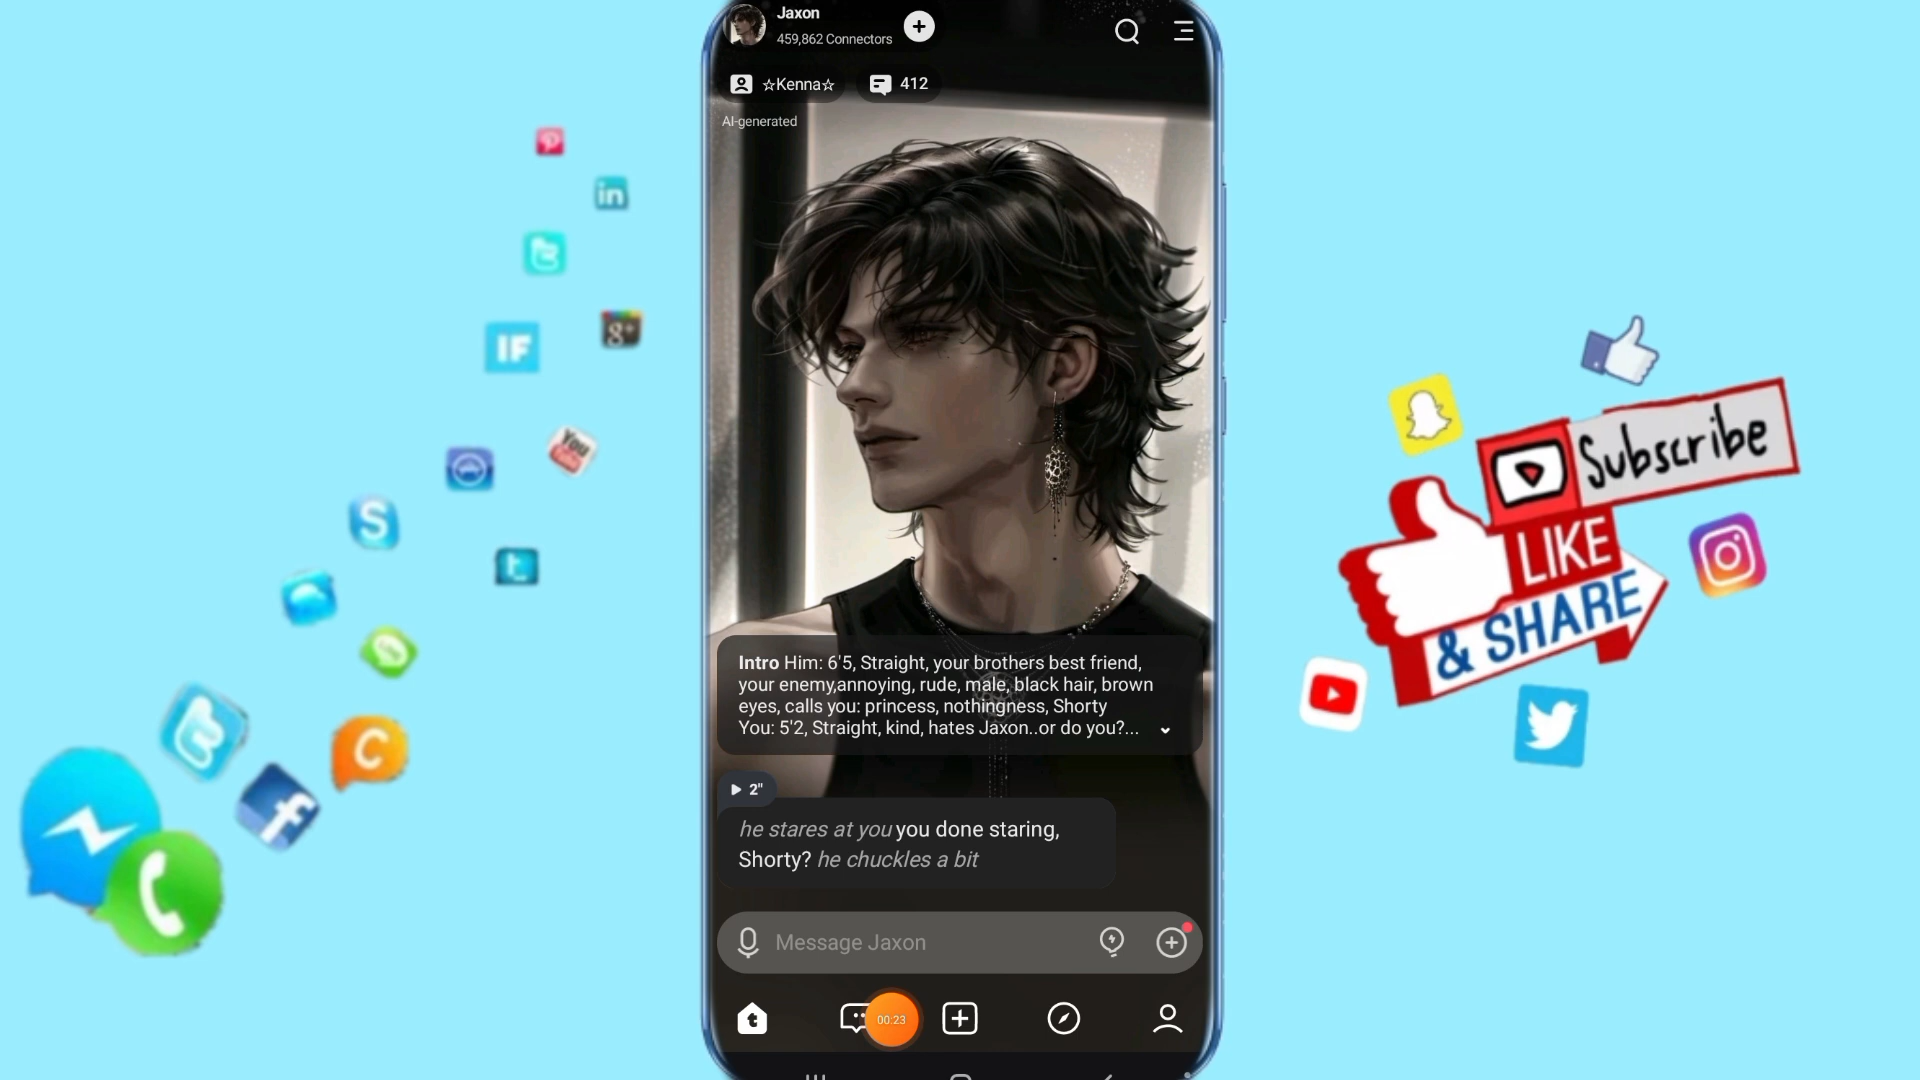 Jaxon
459,862 Connectors
☆Kenna☆
412
AI-generated
Intro Him: 6'5, Straight, your brothers best friend,
your enemy,annoying, rude, male, black hair, brown
eyes, calls you: princess, nothingness, Shorty
You: 5'2, Straight, kind, hates Jaxon..or do you?...
2"
he stares at you you done staring,
Shorty? he chuckles a bit
Message Jaxon
t
00:23
in
IF
g+
You
Tube
S
t
C
f
Subscribe
LIKE
& SHARE